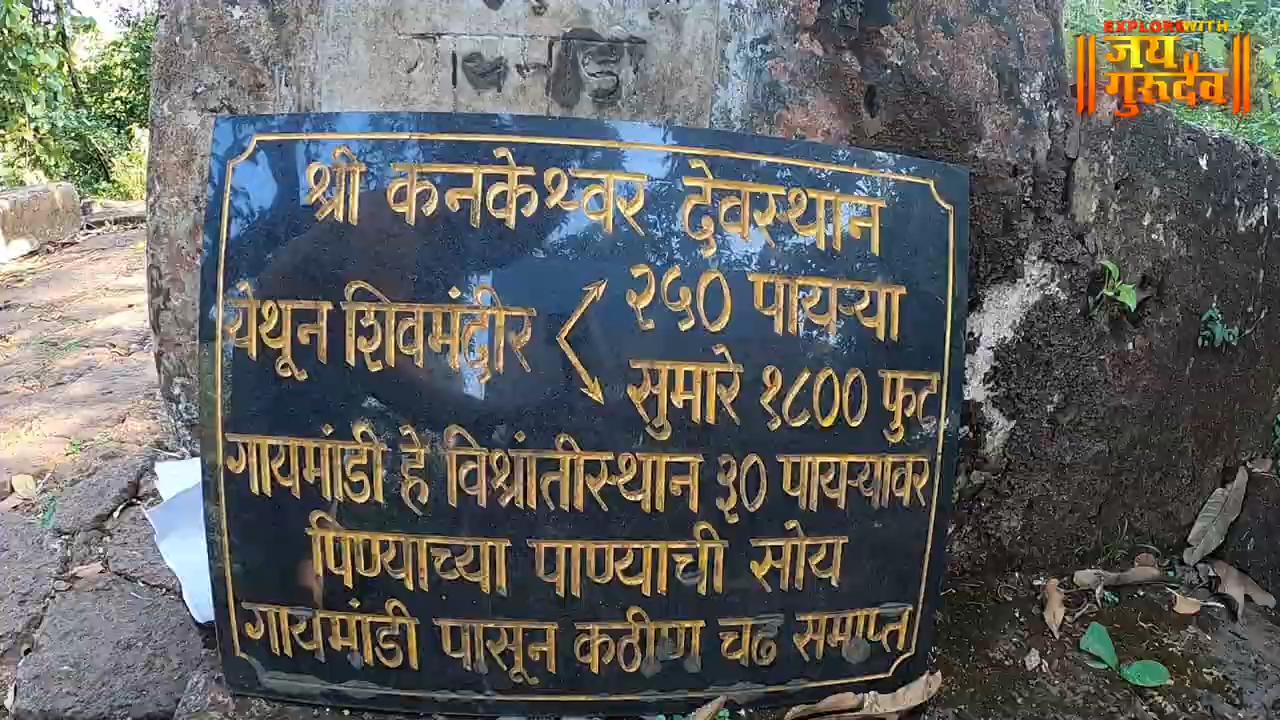 EXPLORE WITH
जय
गुरुदेव
श्री कनकेश्वर देवस्थान
येथून शिवमंदीर २५० पायऱ्या
सुमारे १८०० फुट
गायमांडी हे विश्रांतीस्थान ३० पायऱ्यावर
पिण्याच्या पाण्याची सोय
गायमांडी पासून कठीण चढ समाप्त